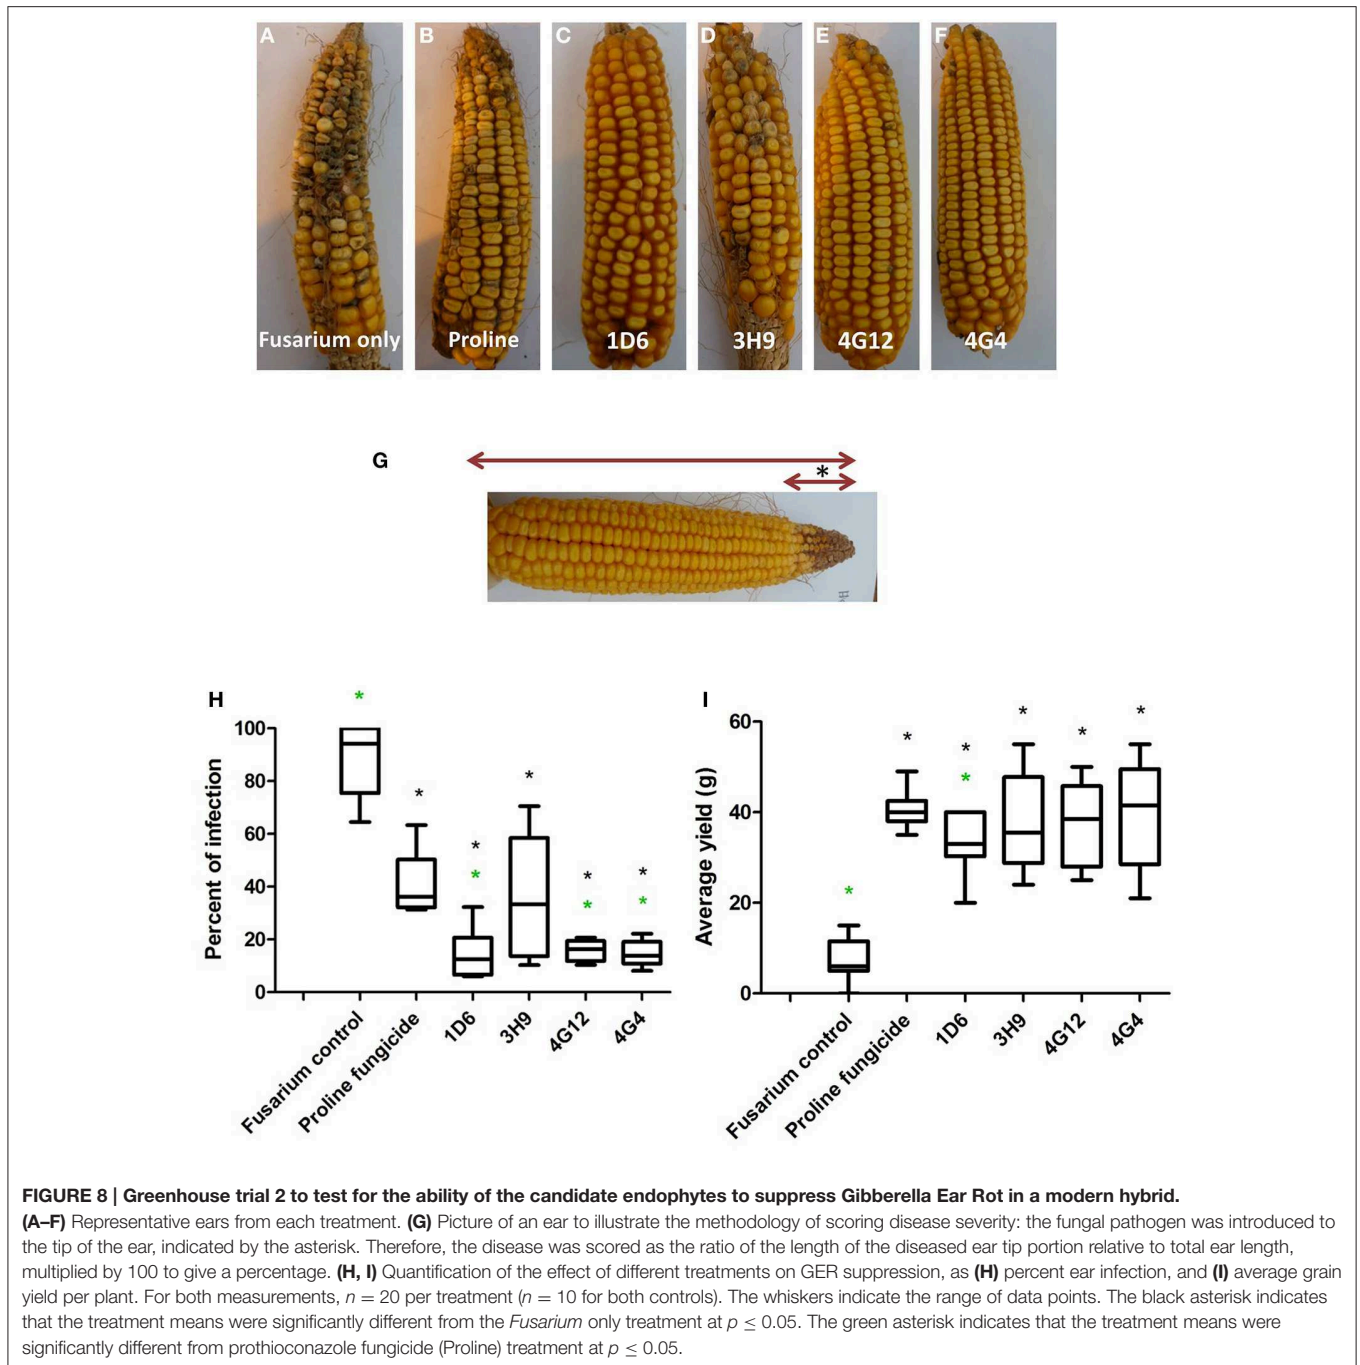 A B C D E F
Fusarium only Proline 1D6 3H9 4G12 4G4
G
*
H
*
100
80
60
40
20
0
Percent of infection
* * * * * *
* * *
Fusarium control
Proline fungicide
1D6
3H9
4G12
4G4
I
60
40
20
0
Average yield (g)
* * * * *
* *
Fusarium control
Proline fungicide
1D6
3H9
4G12
4G4
FIGURE 8 | Greenhouse trial 2 to test for the ability of the candidate endophytes to suppress Gibberella Ear Rot in a modern hybrid.
(A–F) Representative ears from each treatment. (G) Picture of an ear to illustrate the methodology of scoring disease severity: the fungal pathogen was introduced to
the tip of the ear, indicated by the asterisk. Therefore, the disease was scored as the ratio of the length of the diseased ear tip portion relative to total ear length,
multiplied by 100 to give a percentage. (H, I) Quantification of the effect of different treatments on GER suppression, as (H) percent ear infection, and (I) average grain
yield per plant. For both measurements, n = 20 per treatment (n = 10 for both controls). The whiskers indicate the range of data points. The black asterisk indicates
that the treatment means were significantly different from the Fusarium only treatment at p ≤ 0.05. The green asterisk indicates that the treatment means were
significantly different from prothioconazole fungicide (Proline) treatment at p ≤ 0.05.